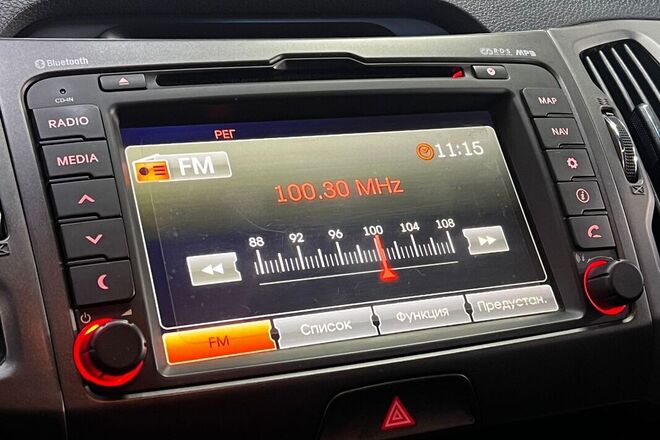 Bluetooth
RDS MP3
CD-IN
RADIO
MEDIA
MAP
NAV
РЕГ
FM
11:15
100.30 MHz
88 92 96 100 104 108
FM
Список
Функция
Предустан.